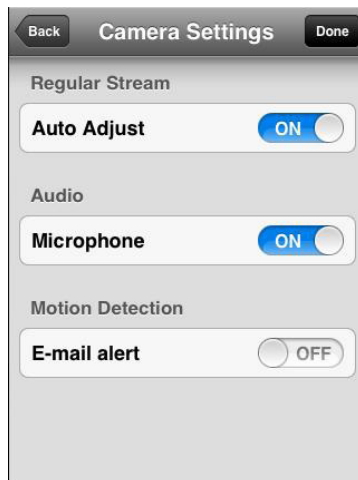 Back Camera Settings Done
Regular Stream
Auto Adjust ON
Audio
Microphone ON
Motion Detection
E-mail alert OFF